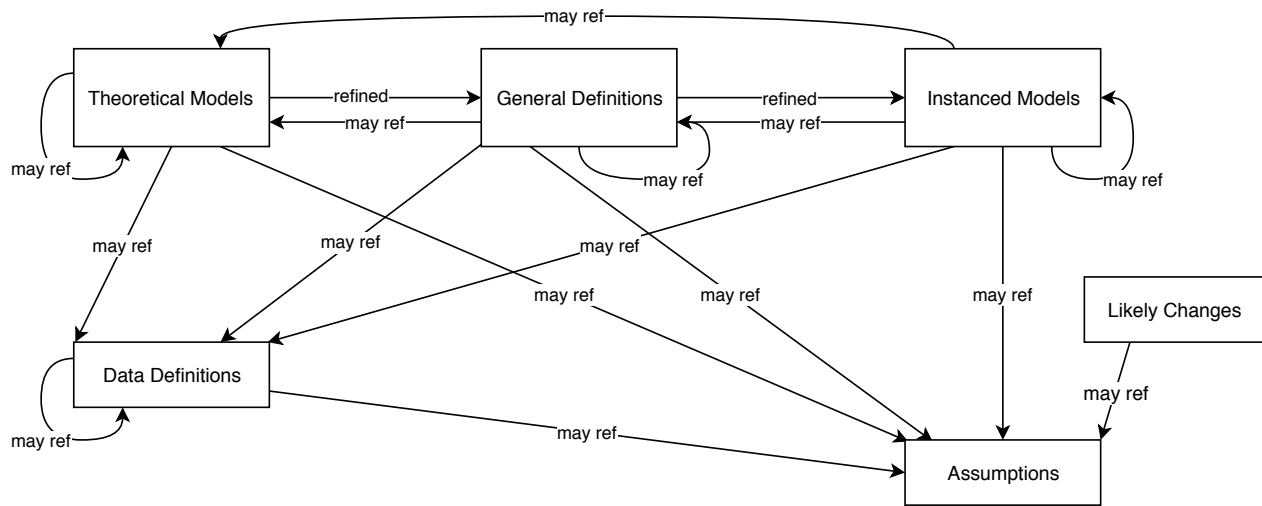 may ref
Theoretical Models
refined
General Definitions
refined
Instanced Models
may ref
may ref
may ref
may ref
may ref
may ref
may ref
may ref
may ref
may ref
may ref
may ref
Likely Changes
Data Definitions
may ref
may ref
may ref
Assumptions